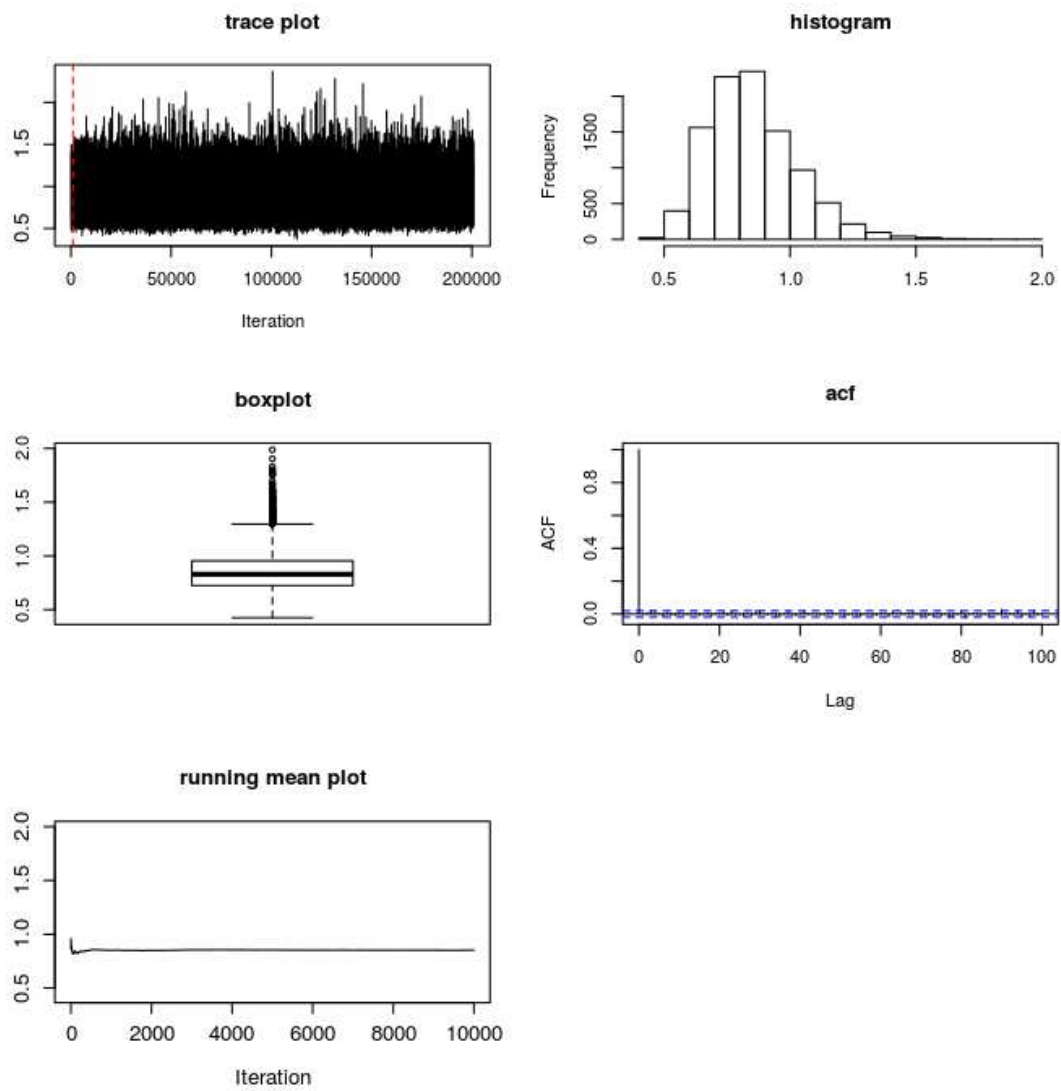 trace plot
1.5
0.5
0 50000 100000 150000 200000
Iteration
histogram
Frequency
1500
500
0
0.5 1.0 1.5 2.0
boxplot
2.0
1.5
1.0
0.5
acf
ACF
0.8
0.4
0.0
0 20 40 60 80 100
Lag
running mean plot
2.0
1.5
1.0
0.5
0 2000 4000 6000 8000 10000
Iteration